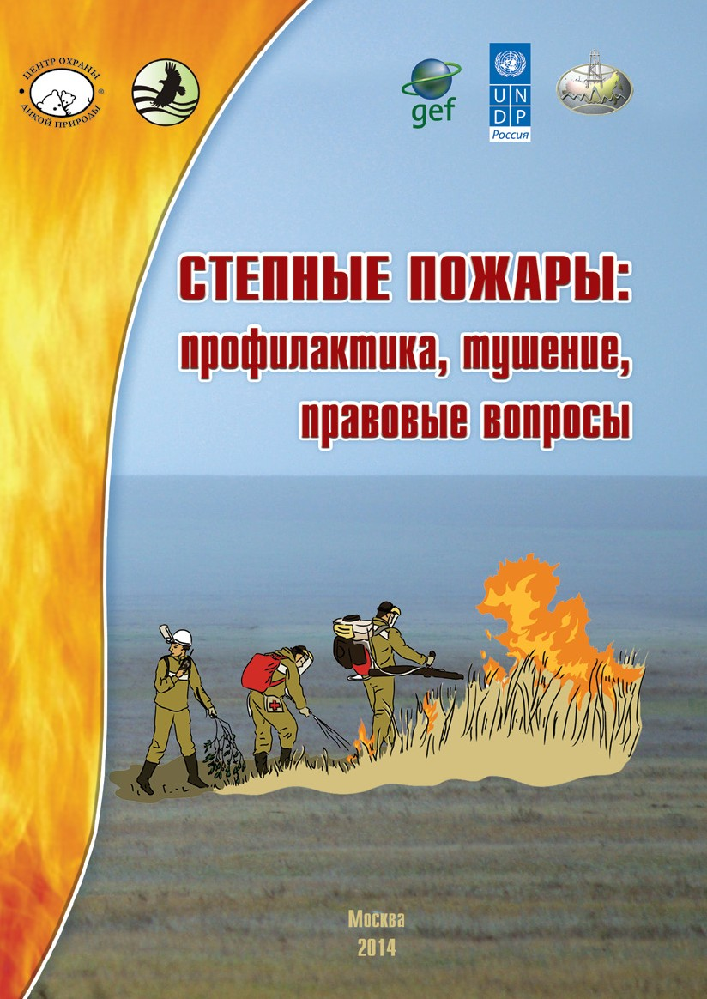 ЦЕНТР ОХРАНЫ
ДИКОЙ ПРИРОДЫ
®
gef
UN
DP
Россия
СТЕПНЫЕ ПОЖАРЫ:
профилактика, тушение,
правовые вопросы
Москва
2014